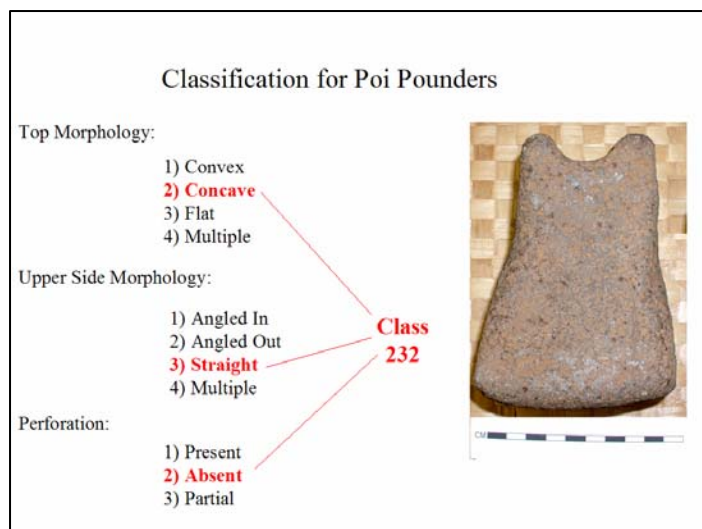 Classification for Poi Pounders
Top Morphology:
1) Convex
2) Concave
3) Flat
4) Multiple
Upper Side Morphology:
1) Angled In
2) Angled Out
3) Straight
4) Multiple
Class
232
Perforation:
1) Present
2) Absent
3) Partial
CM